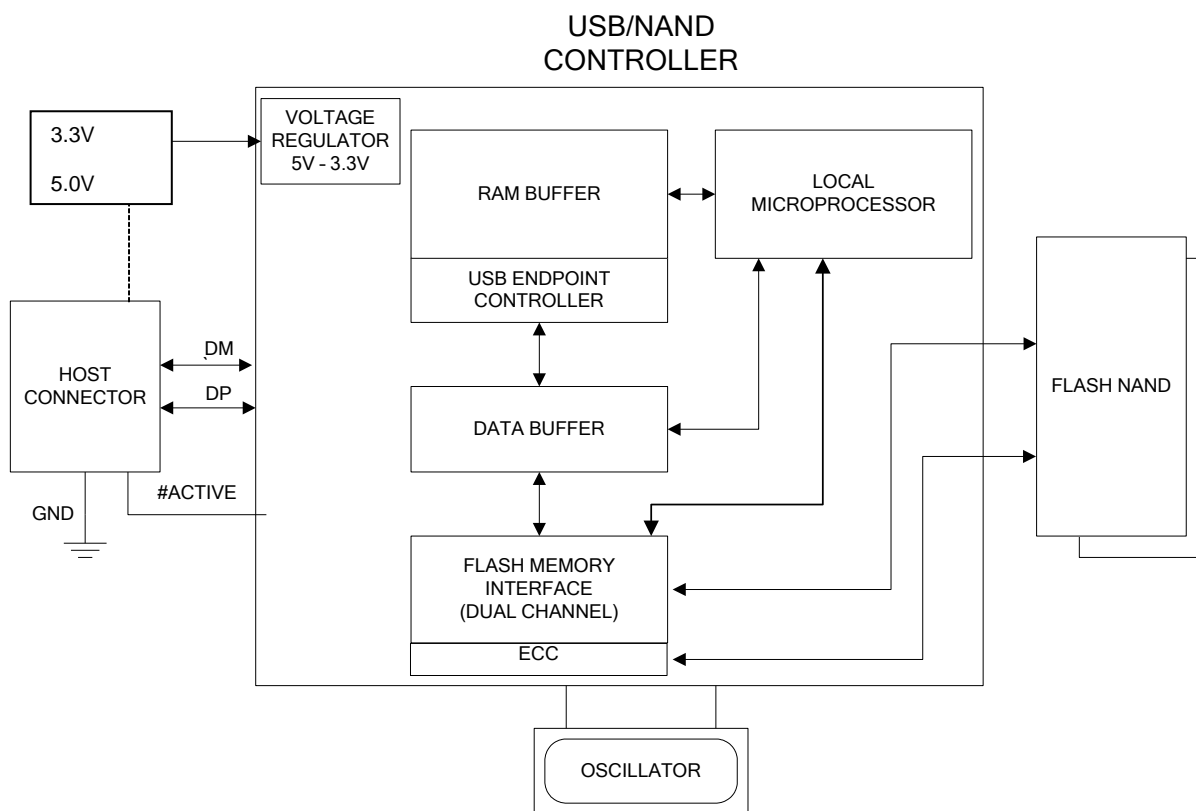 USB/NAND
CONTROLLER
3.3V
5.0V
VOLTAGE
REGULATOR
5V - 3.3V
RAM BUFFER
LOCAL
MICROPROCESSOR
USB ENDPOINT
CONTROLLER
HOST
CONNECTOR
DM
DP
#ACTIVE
GND
DATA BUFFER
FLASH NAND
FLASH MEMORY
INTERFACE
(DUAL CHANNEL)
ECC
OSCILLATOR